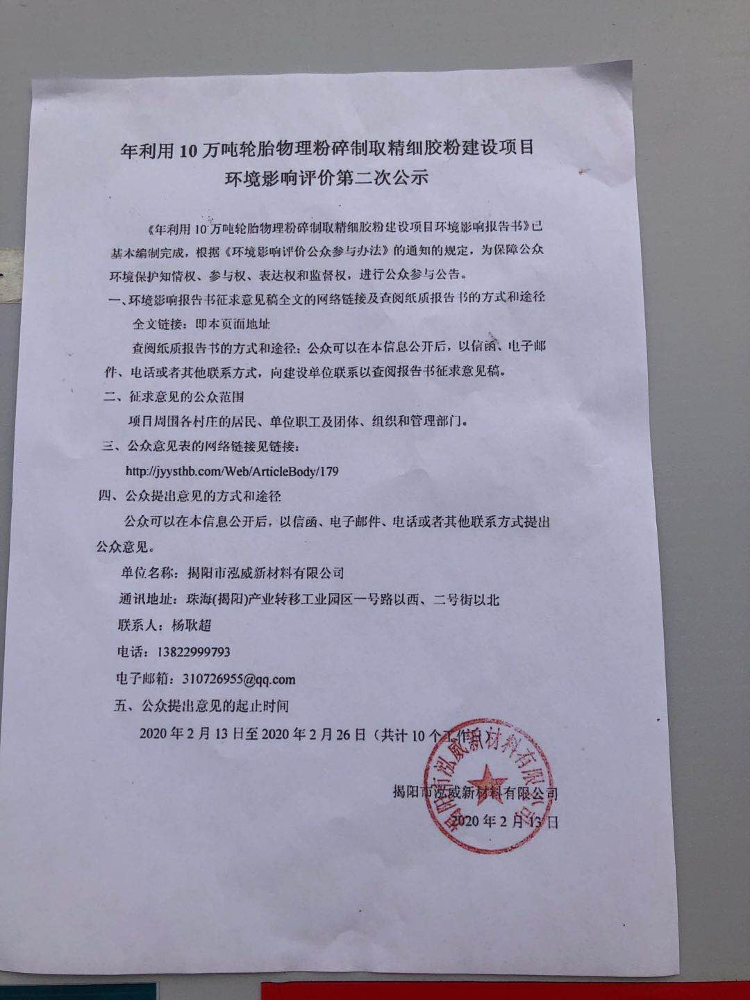 年利用 10 万吨轮胎物理粉碎制取精细胶粉建设项目
环境影响评价第二次公示
《年利用 10 万吨轮胎物理粉碎制取精细胶粉建设项目环境影响报告书》已
基本编制完成，根据《环境影响评价公众参与办法》的通知的规定，为保障公众
环境保护知情权、参与权、表达权和监督权，进行公众参与公告。
一、环境影响报告书征求意见稿全文的网络链接及查阅纸质报告书的方式和途径
全文链接：即本页面地址
查阅纸质报告书的方式和途径：公众可以在本信息公开后，以信函、电子邮
件、电话或者其他联系方式，向建设单位联系以查阅报告书征求意见稿。
二、征求意见的公众范围
项目周围各村庄的居民、单位职工及团体、组织和管理部门。
三、公众意见表的网络链接见链接：
http://jyysthb.com/Web/ArticleBody/179
四、公众提出意见的方式和途径
公众可以在本信息公开后，以信函、电子邮件、电话或者其他联系方式提出
公众意见。
单位名称：揭阳市泓威新材料有限公司
通讯地址：珠海(揭阳)产业转移工业园区一号路以西、二号街以北
联系人：杨耿超
电话：13822999793
电子邮箱：310726955@qq.com
五、公众提出意见的起止时间
2020 年 2 月 13 日至 2020 年 2 月 26 日（共计 10 个工作日）
揭阳市泓威新材料有限公司
2020 年 2 月 13 日
揭阳市泓威新材料有限公司